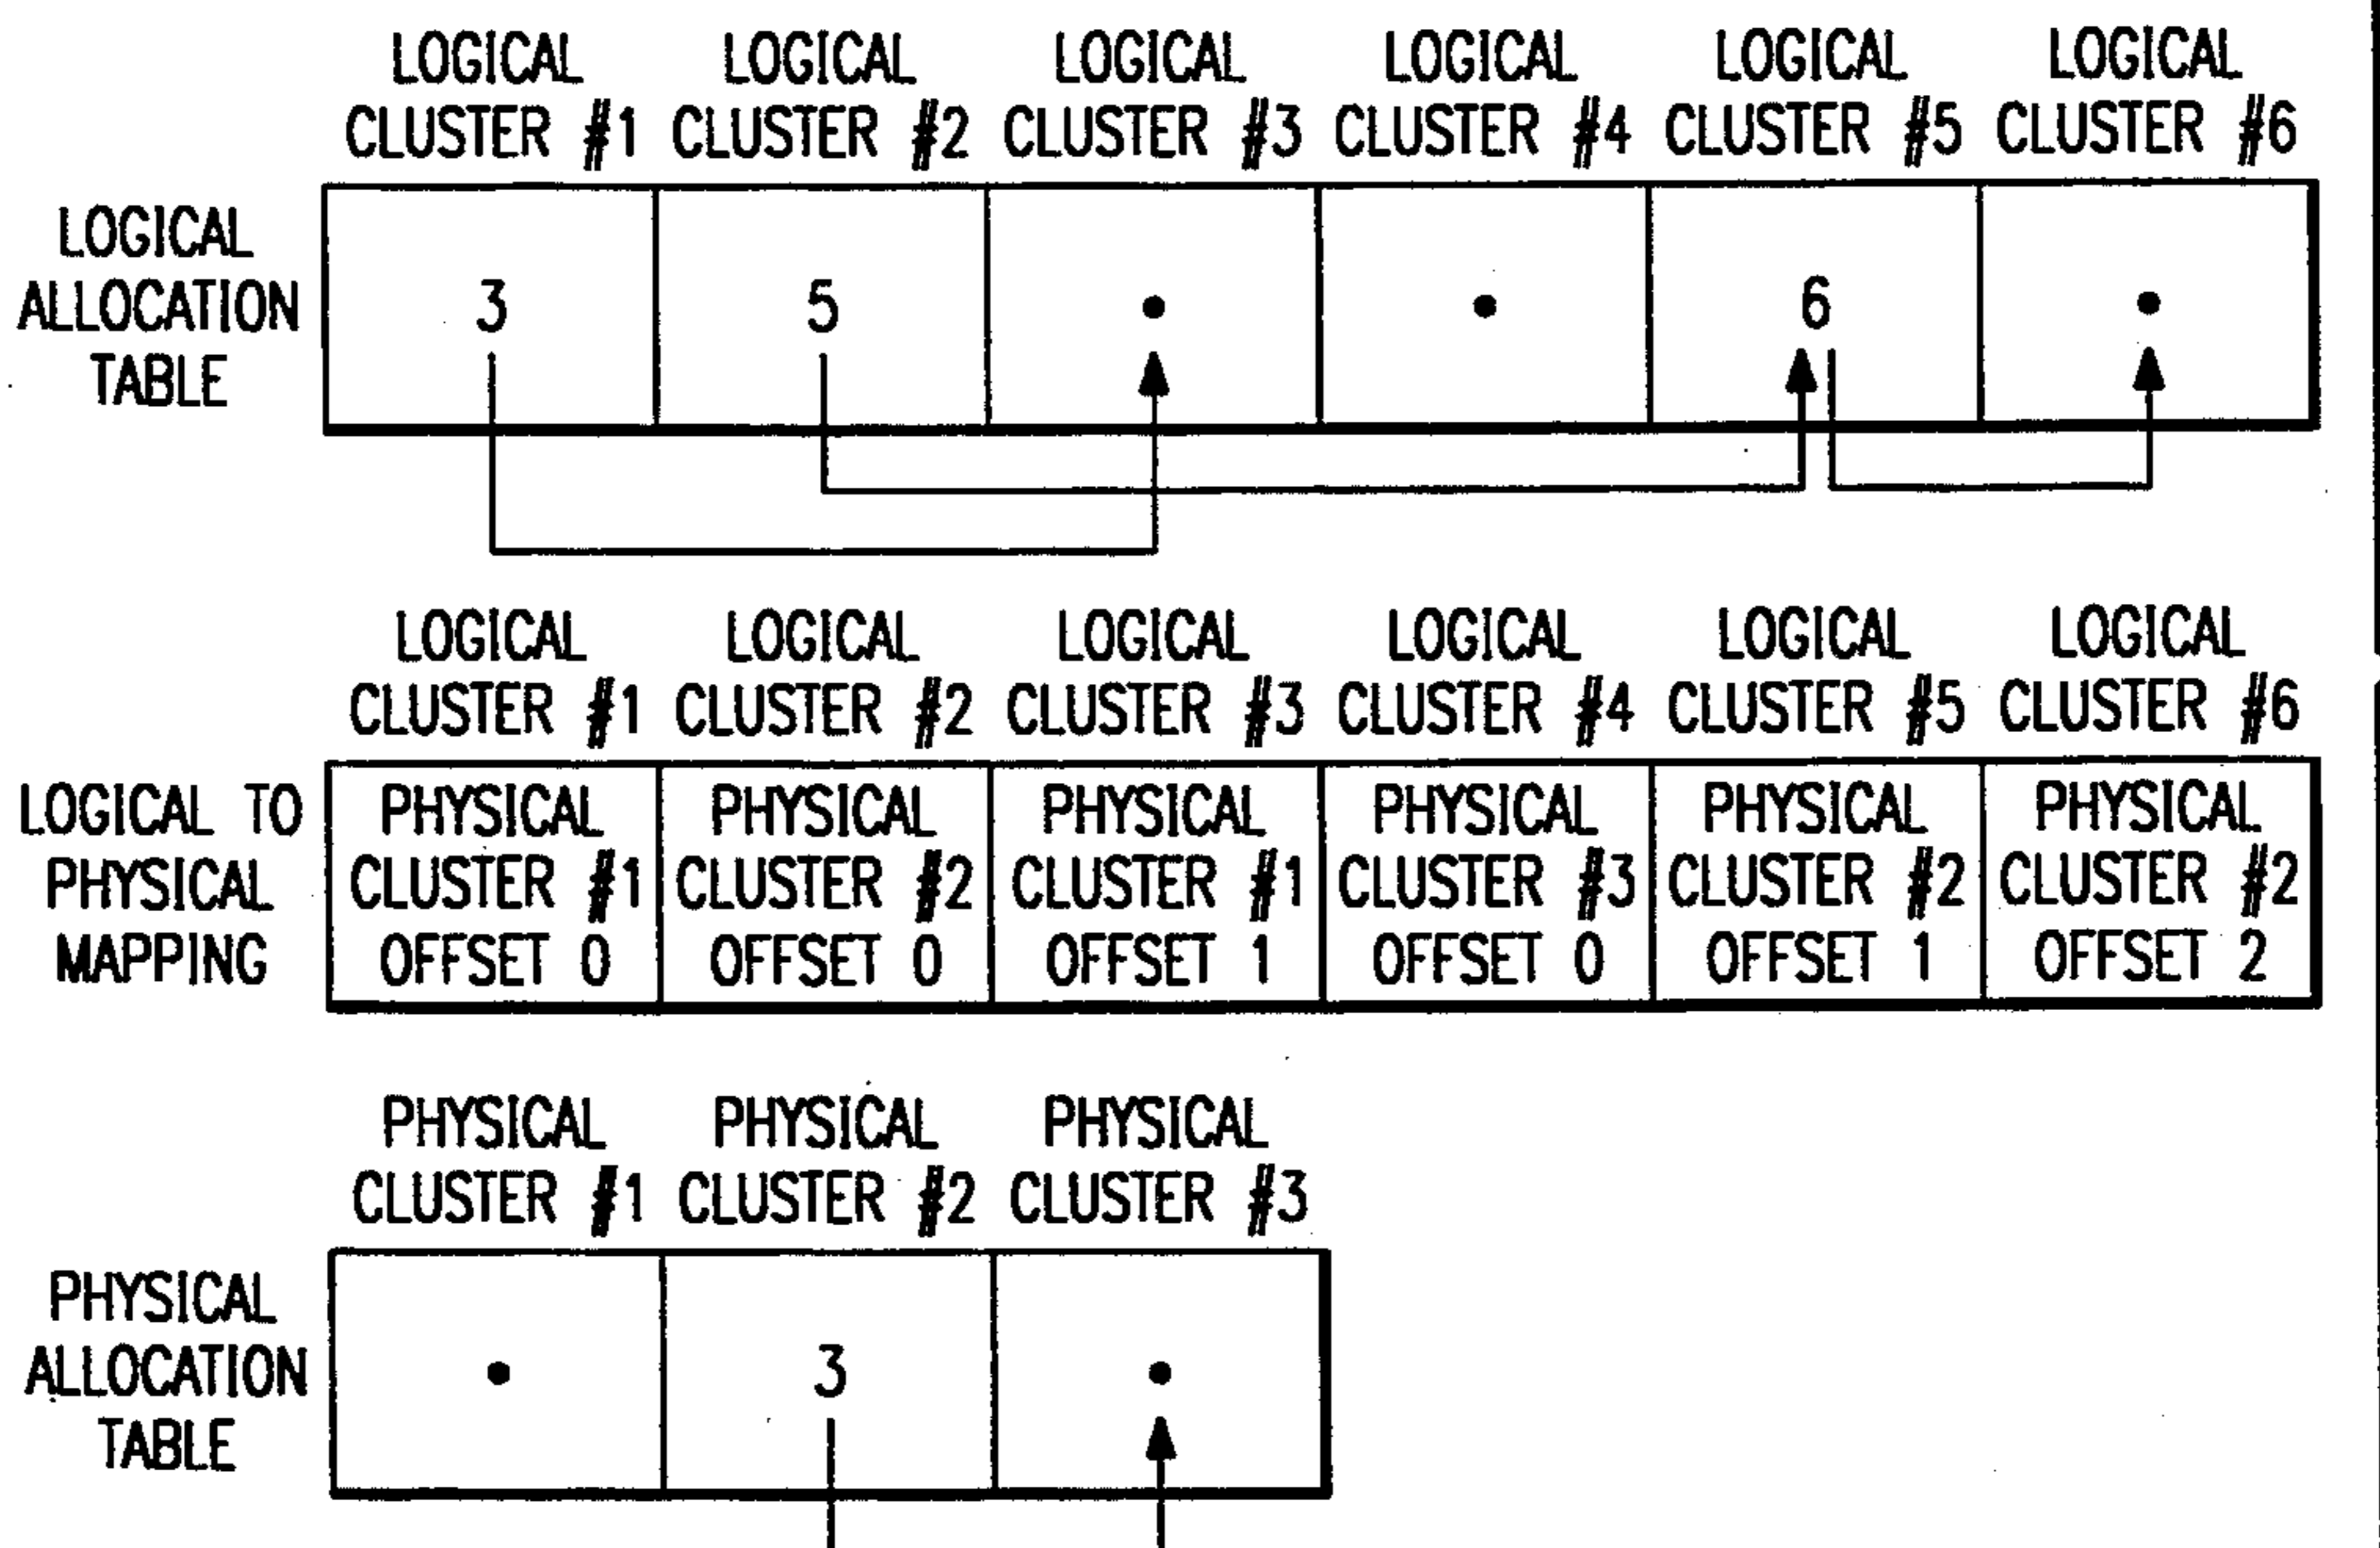 LOGICAL LOGICAL LOGICAL LOGICAL LOGICAL LOGICAL
CLUSTER #1 CLUSTER #2 CLUSTER #3 CLUSTER #4 CLUSTER #5 CLUSTER #6
LOGICAL
ALLOCATION 3 5 • • 6 •
TABLE
LOGICAL LOGICAL LOGICAL LOGICAL LOGICAL LOGICAL
CLUSTER #1 CLUSTER #2 CLUSTER #3 CLUSTER #4 CLUSTER #5 CLUSTER #6
LOGICAL TO PHYSICAL PHYSICAL PHYSICAL PHYSICAL PHYSICAL PHYSICAL
PHYSICAL CLUSTER #1 CLUSTER #2 CLUSTER #1 CLUSTER #3 CLUSTER #2 CLUSTER #2
MAPPING OFFSET 0 OFFSET 0 OFFSET 1 OFFSET 0 OFFSET 1 OFFSET 2
PHYSICAL PHYSICAL PHYSICAL
CLUSTER #1 CLUSTER #2 CLUSTER #3
PHYSICAL
ALLOCATION • 3 •
TABLE